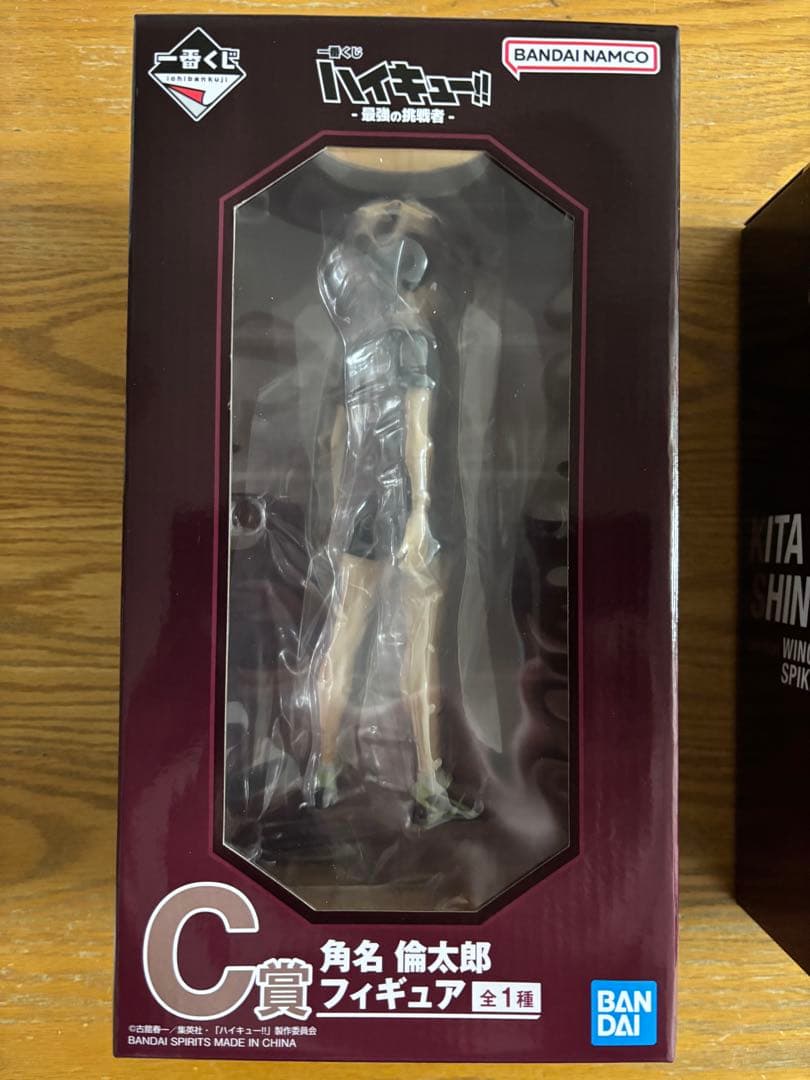 一番くじ
ichibankuji
一番くじ
ハイキュー!!
- 最強の挑戦者 -
BANDAI NAMCO
KITA
SHIN
WING
SPIK
C賞
角名 倫太郎
フィギュア 全1種
©古舘春一／集英社・「ハイキュー!!」製作委員会
BANDAI SPIRITS MADE IN CHINA
BAN
DAI